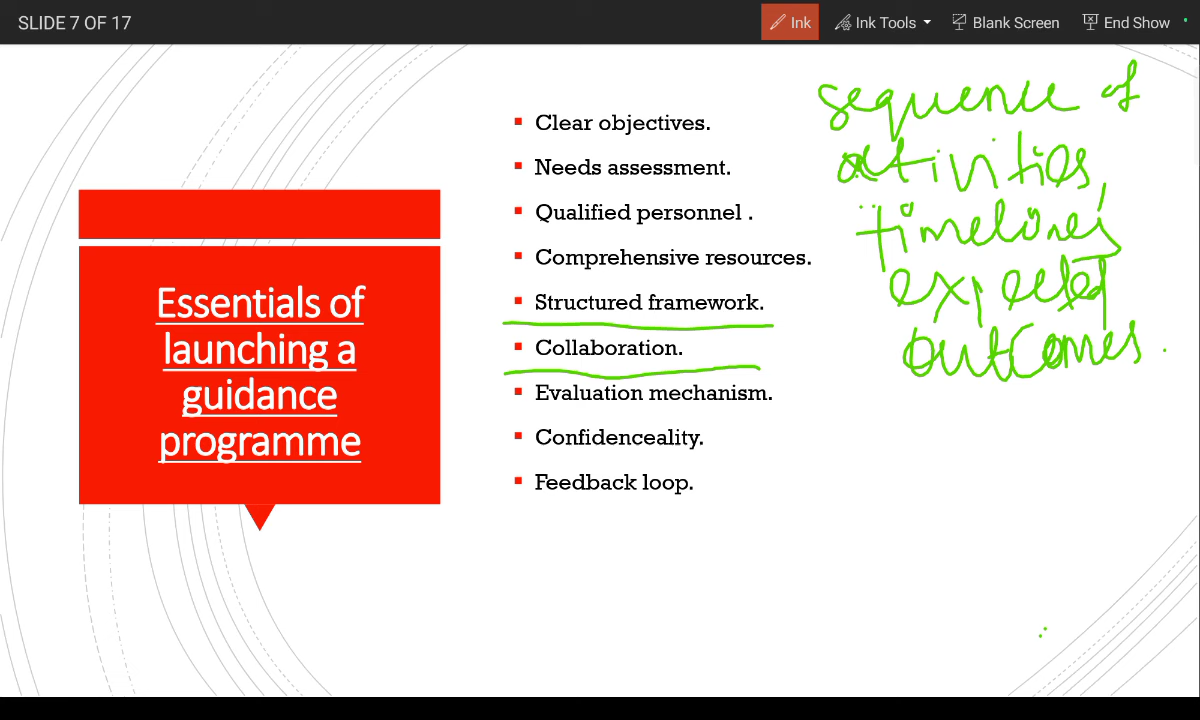 SLIDE 7 OF 17
Ink
Ink Tools
Blank Screen
End Show
Essentials of
launching a
guidance
programme
Clear objectives.
Needs assessment.
Qualified personnel .
Comprehensive resources.
Structured framework.
Collaboration.
Evaluation mechanism.
Confidenceality.
Feedback loop.
sequence of
activities,
timelines,
expected
outcomes.